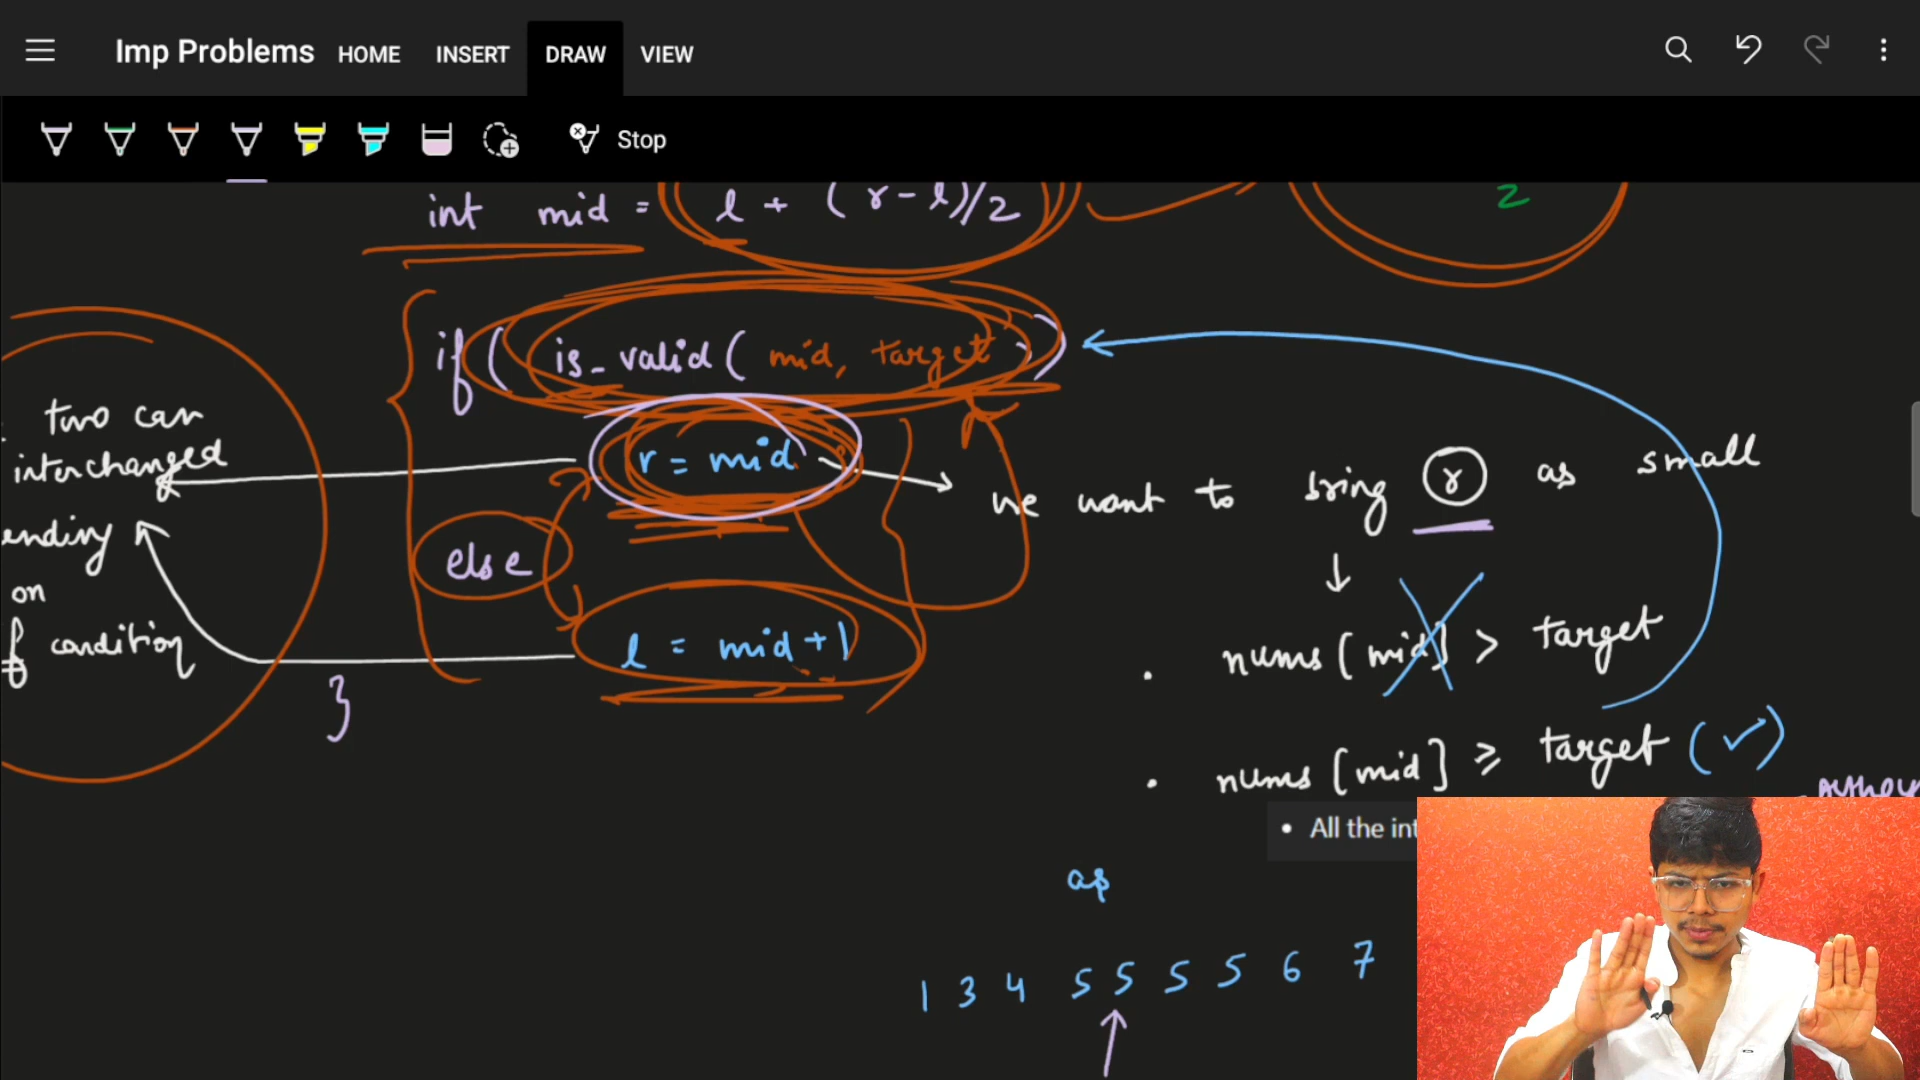 Imp Problems HOME INSERT DRAW VIEW
Stop
int mid = l + (r-l)/2
2
if ( is_valid( mid, target ) )
two can
interchanged
ending
on
condition
r = mid
we want to bring r as small
else
l = mid+1
}
↓
• nums[mid] > target
• nums[mid] ≥ target (✓)
• All the int
as
1 3 4 5 5 5 5 6 7